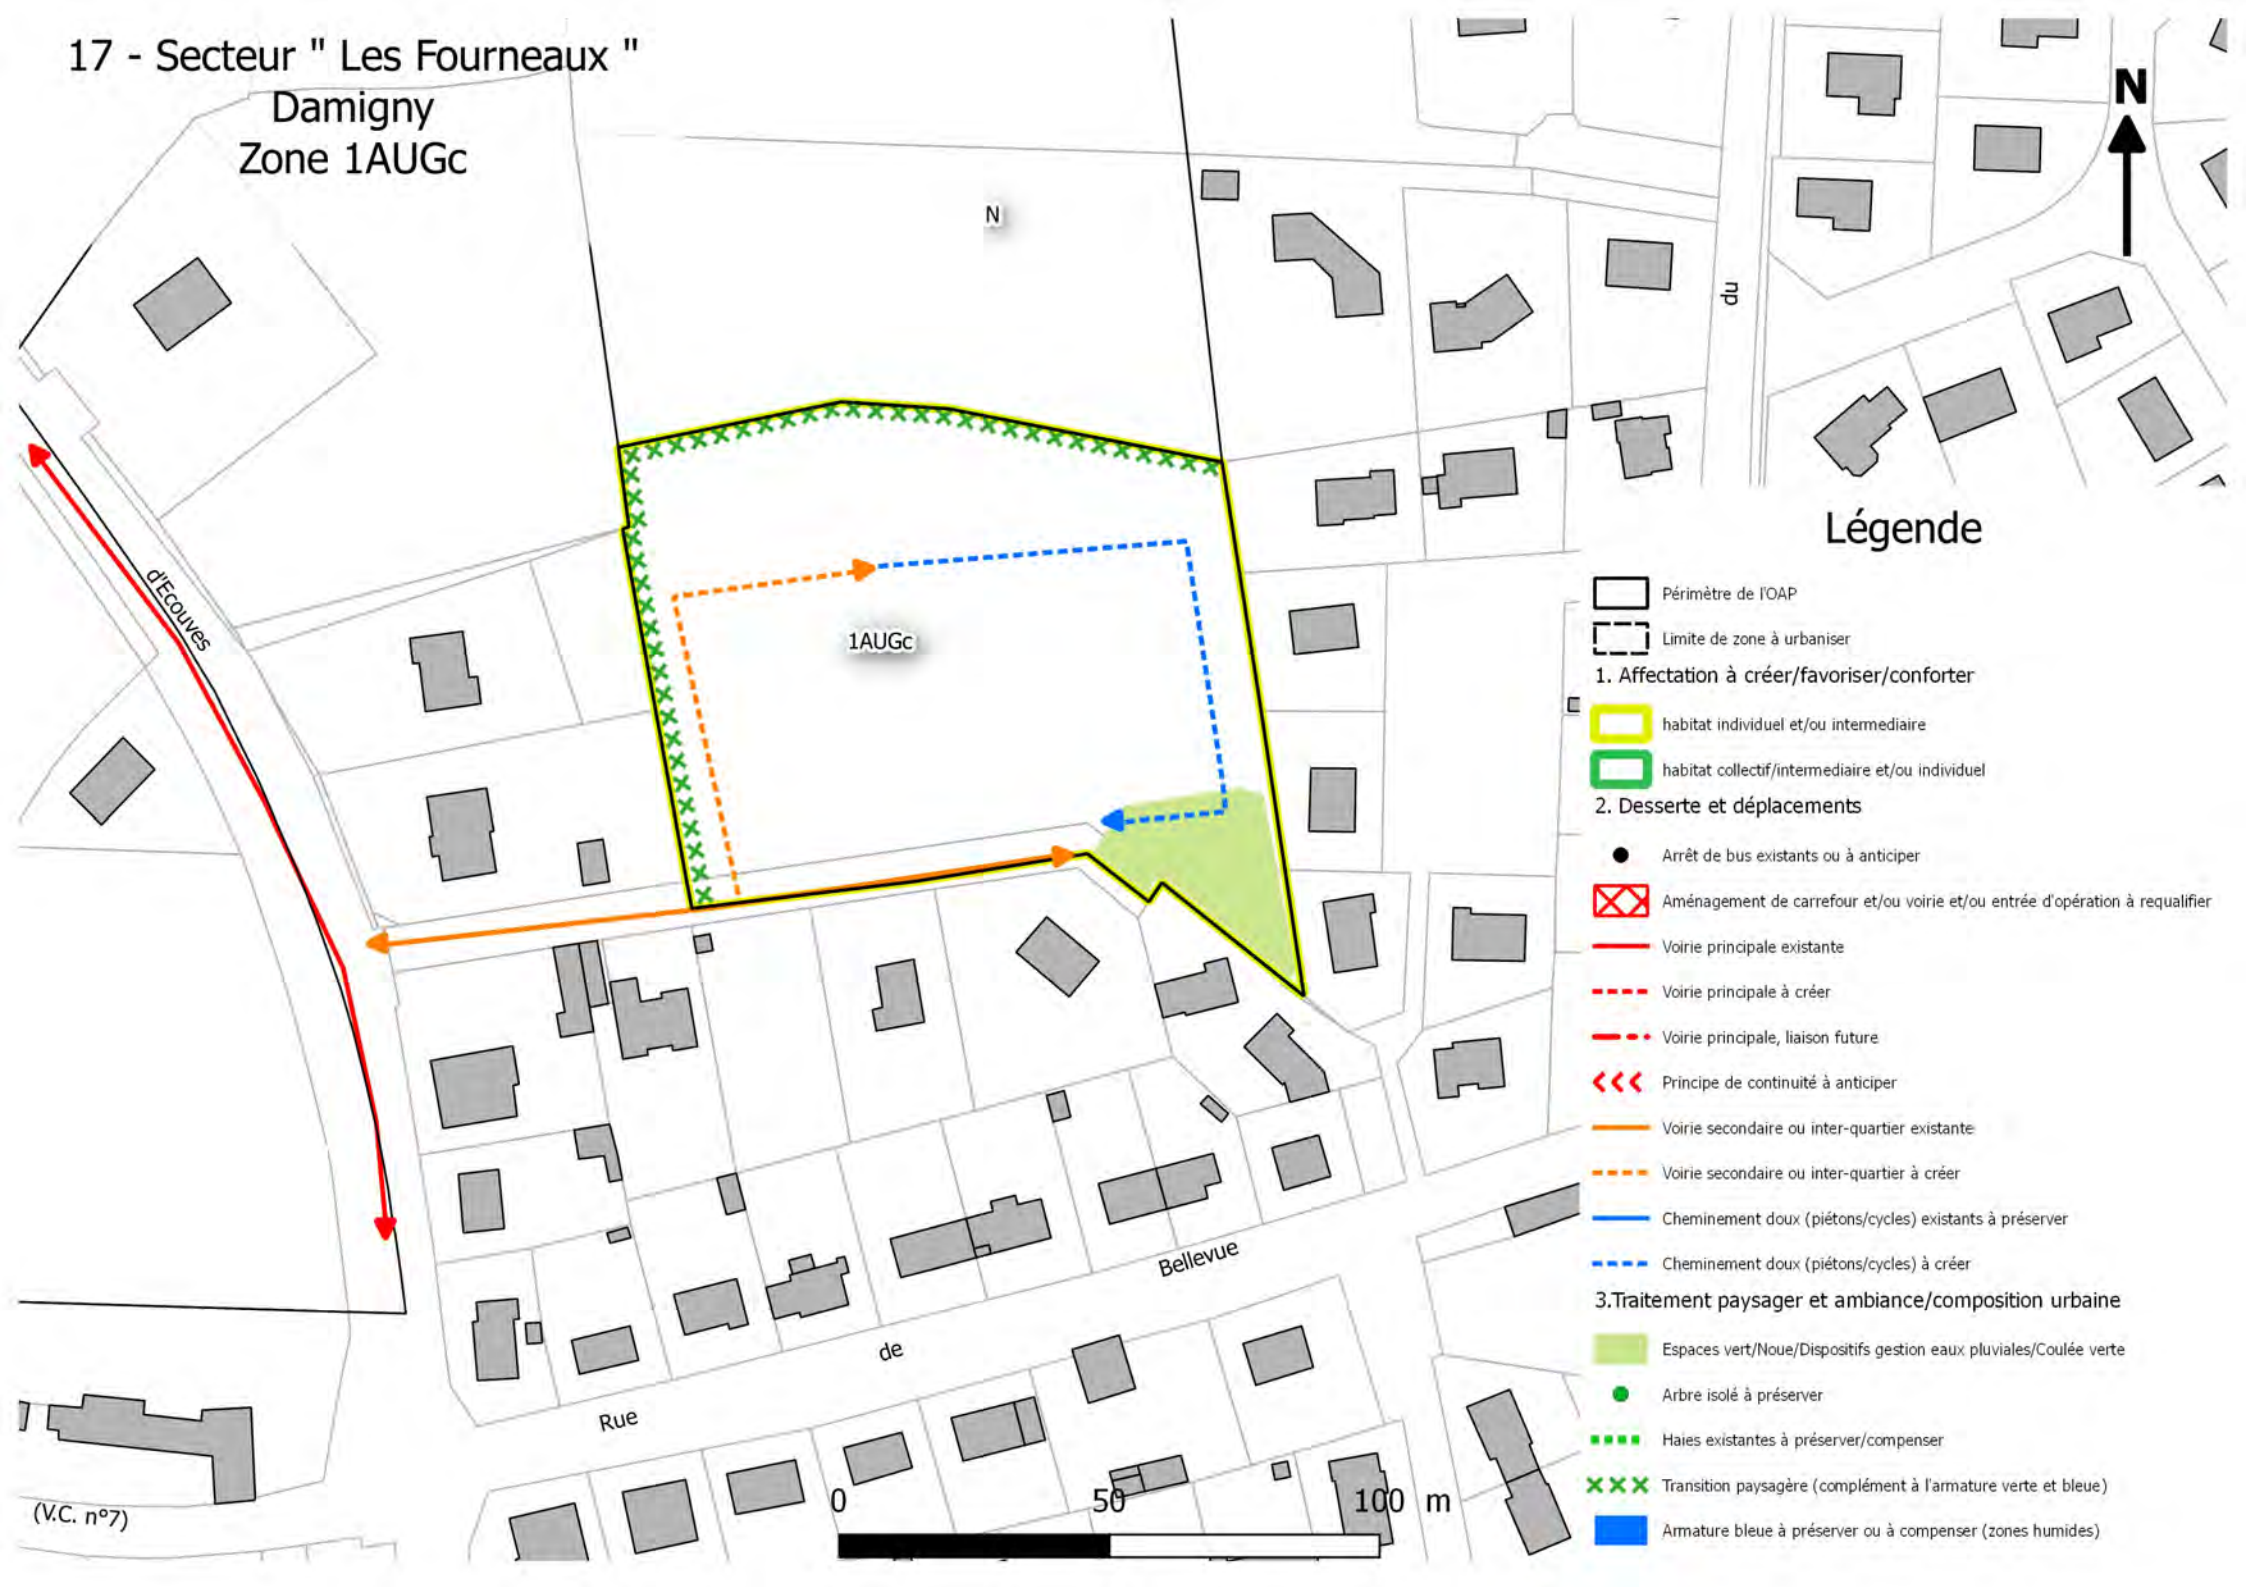 17 - Secteur " Les Fourneaux "
Damigny
Zone 1AUGc
N
N
du
d'Ecouves
1AUGc
Légende
Périmètre de l'OAP
Limite de zone à urbaniser
1. Affectation à créer/favoriser/conforter
habitat individuel et/ou intermediaire
habitat collectif/intermediaire et/ou individuel
2. Desserte et déplacements
Arrêt de bus existants ou à anticiper
Aménagement de carrefour et/ou voirie et/ou entrée d'opération à requalifier
Voirie principale existante
Voirie principale à créer
Voirie principale, liaison future
Principe de continuité à anticiper
Voirie secondaire ou inter-quartier existante
Voirie secondaire ou inter-quartier à créer
Cheminement doux (piétons/cycles) existants à préserver
Cheminement doux (piétons/cycles) à créer
3.Traitement paysager et ambiance/composition urbaine
Espaces vert/Noue/Dispositifs gestion eaux pluviales/Coulée verte
Arbre isolé à préserver
Haies existantes à préserver/compenser
Transition paysagère (complément à l'armature verte et bleue)
Armature bleue à préserver ou à compenser (zones humides)
Rue de Bellevue
(V.C. n°7)
0 50 100 m